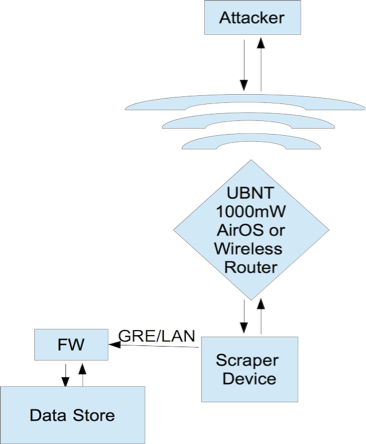 Attacker
UBNT
1000mW
AirOS or
Wireless
Router
GRE/LAN
FW
Scraper
Device
Data Store